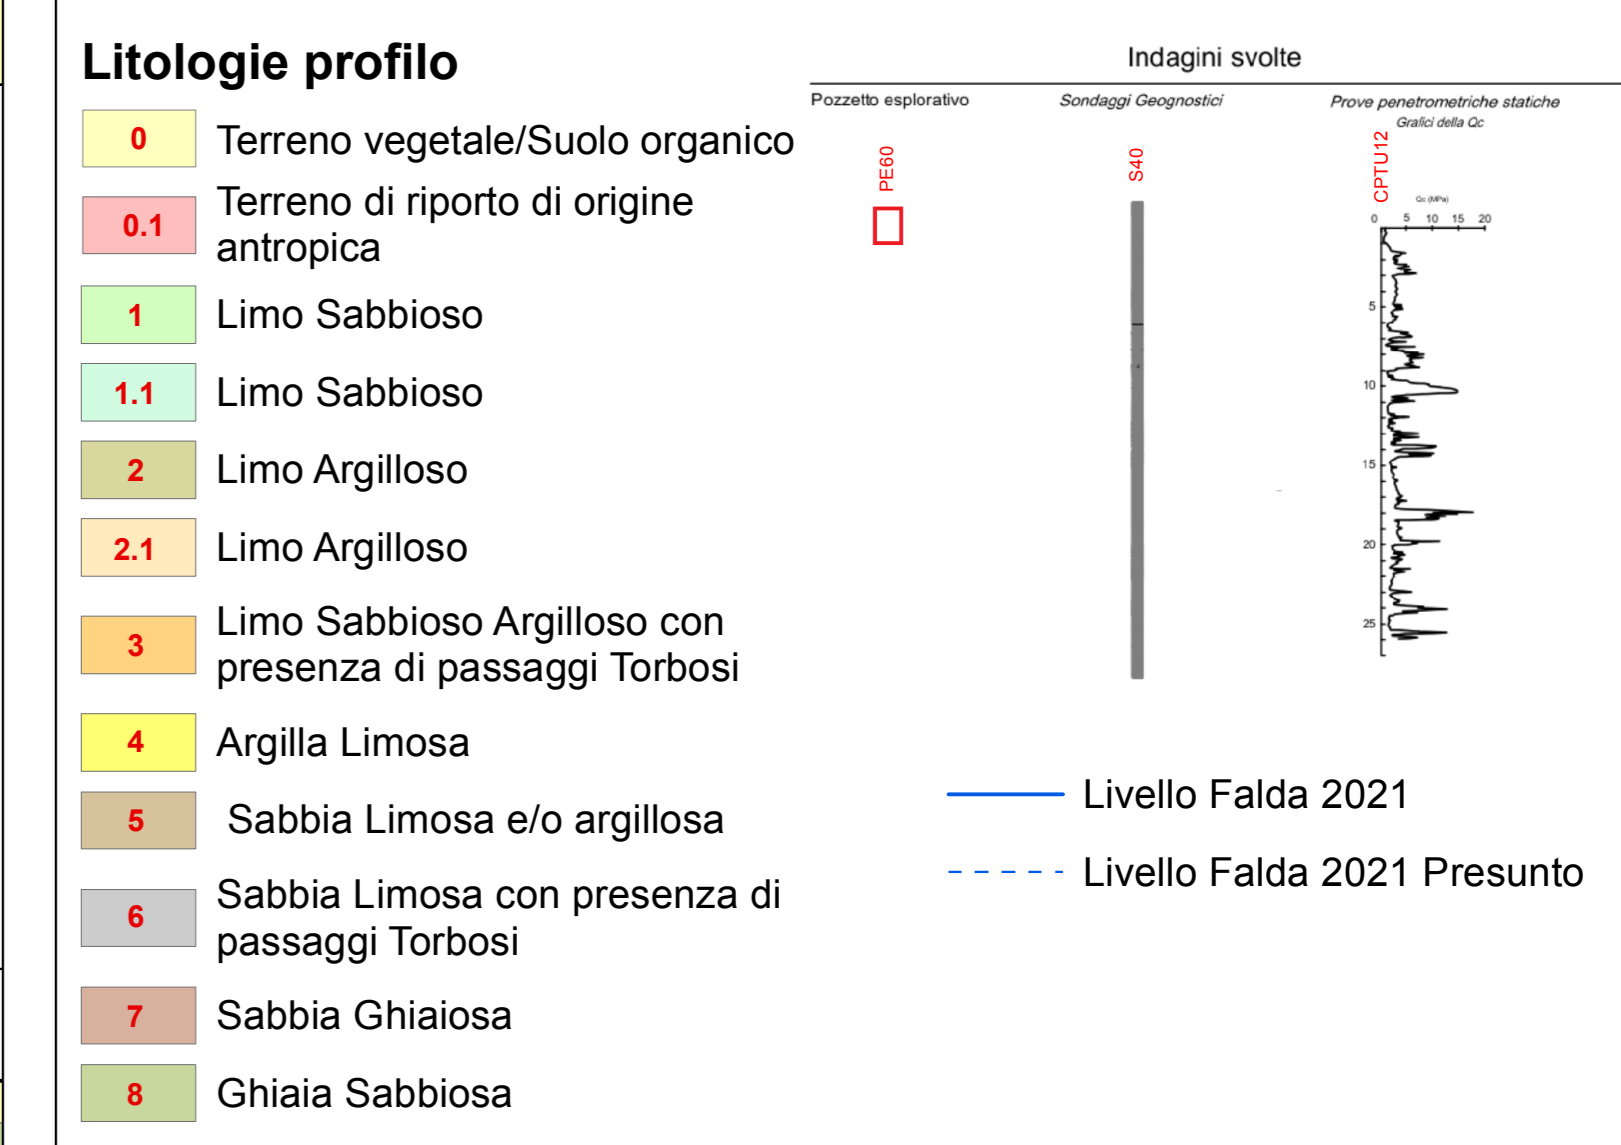 Litologie profilo
0
Terreno vegetale/Suolo organico
0.1
Terreno di riporto di origine
antropica
1
Limo Sabbioso
1.1
Limo Sabbioso
2
Limo Argilloso
2.1
Limo Argilloso
3
Limo Sabbioso Argilloso con
presenza di passaggi Torbosi
4
Argilla Limosa
5
Sabbia Limosa e/o argillosa
6
Sabbia Limosa con presenza di
passaggi Torbosi
7
Sabbia Ghiaiosa
8
Ghiaia Sabbiosa
Indagini svolte
Pozzetto esplorativo
PE60
Sondaggi Geognostici
S40
Prove penetrometriche statiche
Grafici della Qc
CPTU12
Qc (MPa)
0 5 10 15 20
5
10
15
20
25
Livello Falda 2021
Livello Falda 2021 Presunto